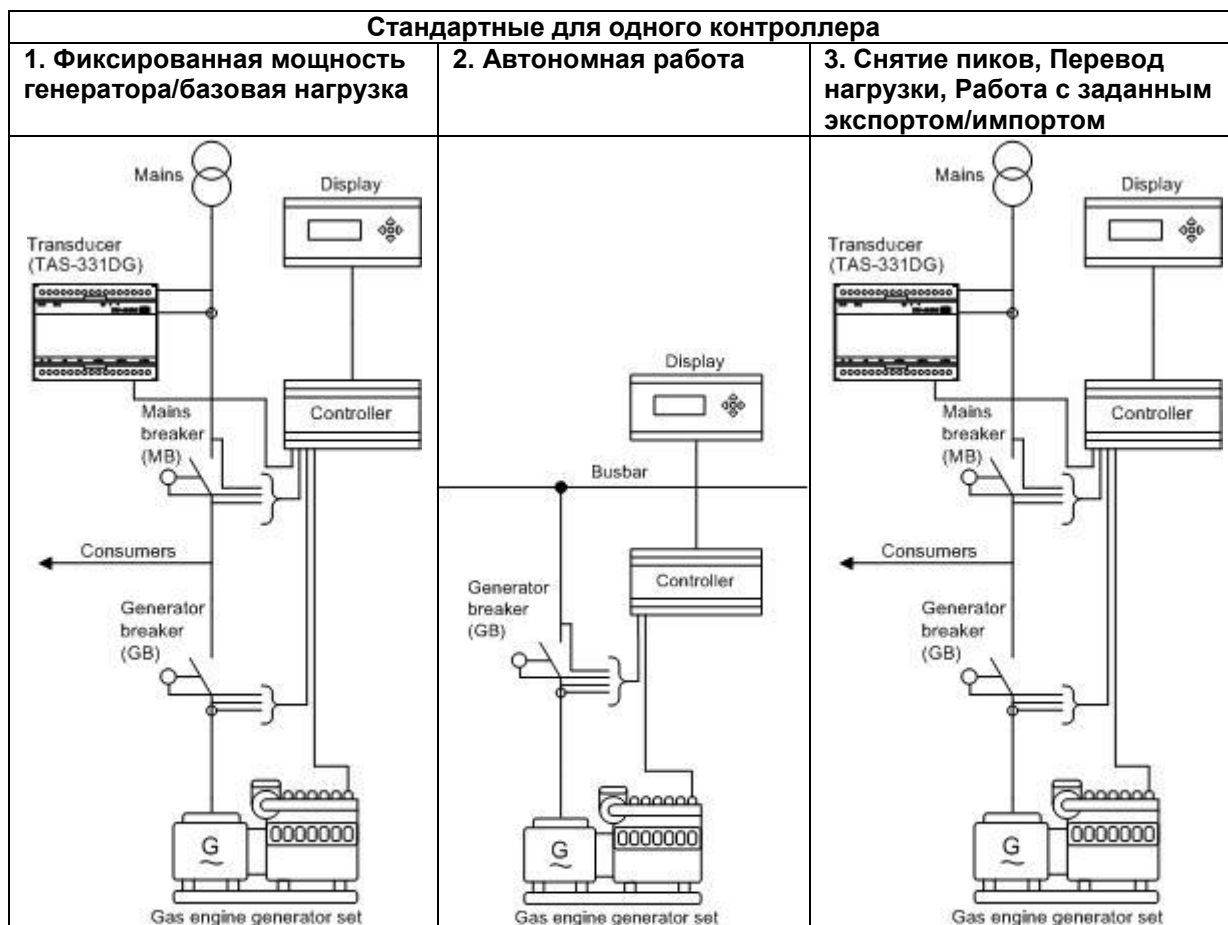 Стандартные для одного контроллера
1. Фиксированная мощность
генератора/базовая нагрузка
2. Автономная работа
3. Снятие пиков, Перевод
нагрузки, Работа с заданным
экспортом/импортом
Mains
Display
Transducer
(TAS-331DG)
Controller
Mains
breaker
(MB)
Consumers
Generator
breaker
(GB)
G
~
Gas engine generator set
Display
Busbar
Controller
Generator
breaker
(GB)
G
~
Gas engine generator set
Mains
Display
Transducer
(TAS-331DG)
Controller
Mains
breaker
(MB)
Consumers
Generator
breaker
(GB)
G
~
Gas engine generator set